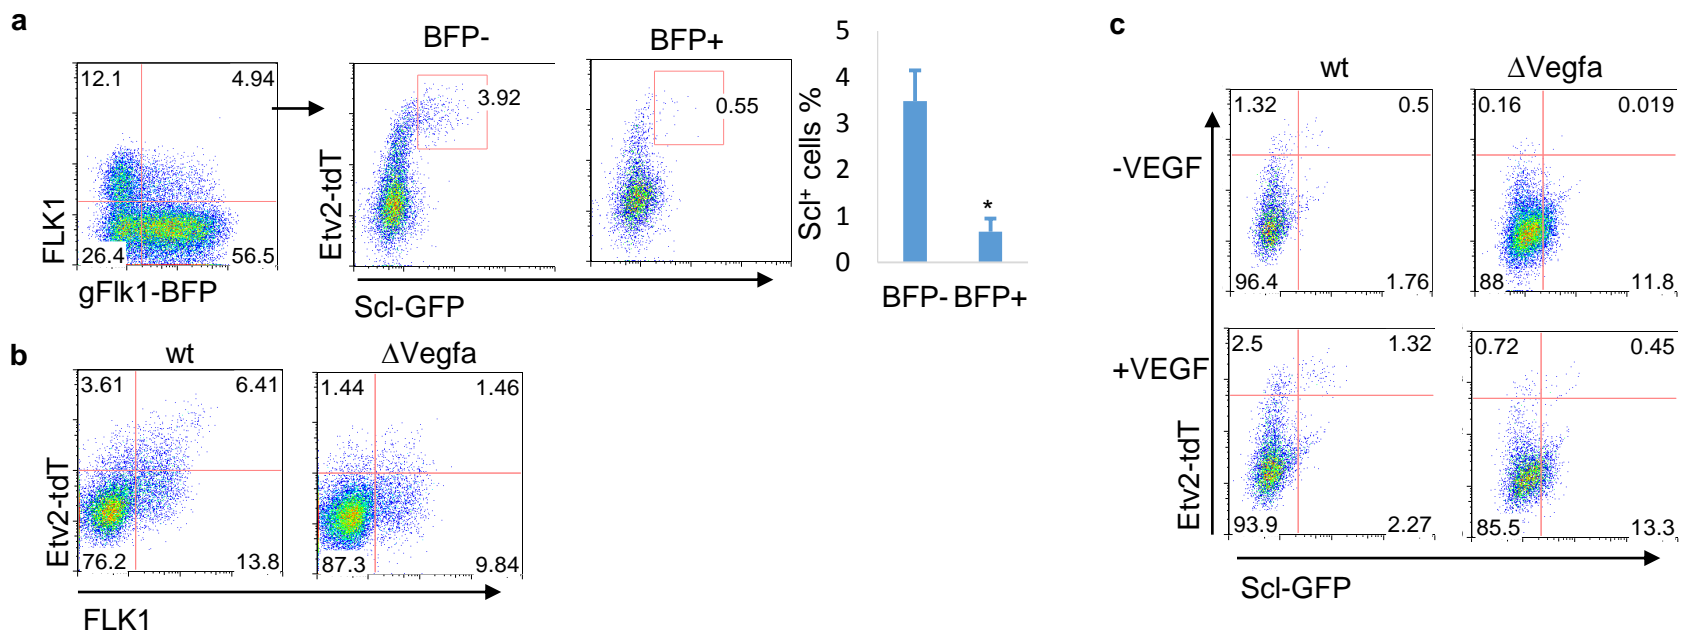 a
BFP-
BFP+
12.1
4.94
3.92
0.55
26.4
56.5
FLK1
gFlk1-BFP
Etv2-tdT
Scl-GFP
Scl⁺ cells %
5
4
3
2
1
0
*
BFP- BFP+
b
wt
ΔVegfa
3.61
6.41
1.44
1.46
76.2
13.8
87.3
9.84
Etv2-tdT
FLK1
c
wt
ΔVegfa
-VEGF
1.32
0.5
0.16
0.019
96.4
1.76
88
11.8
+VEGF
2.5
1.32
0.72
0.45
93.9
2.27
85.5
13.3
Etv2-tdT
Scl-GFP